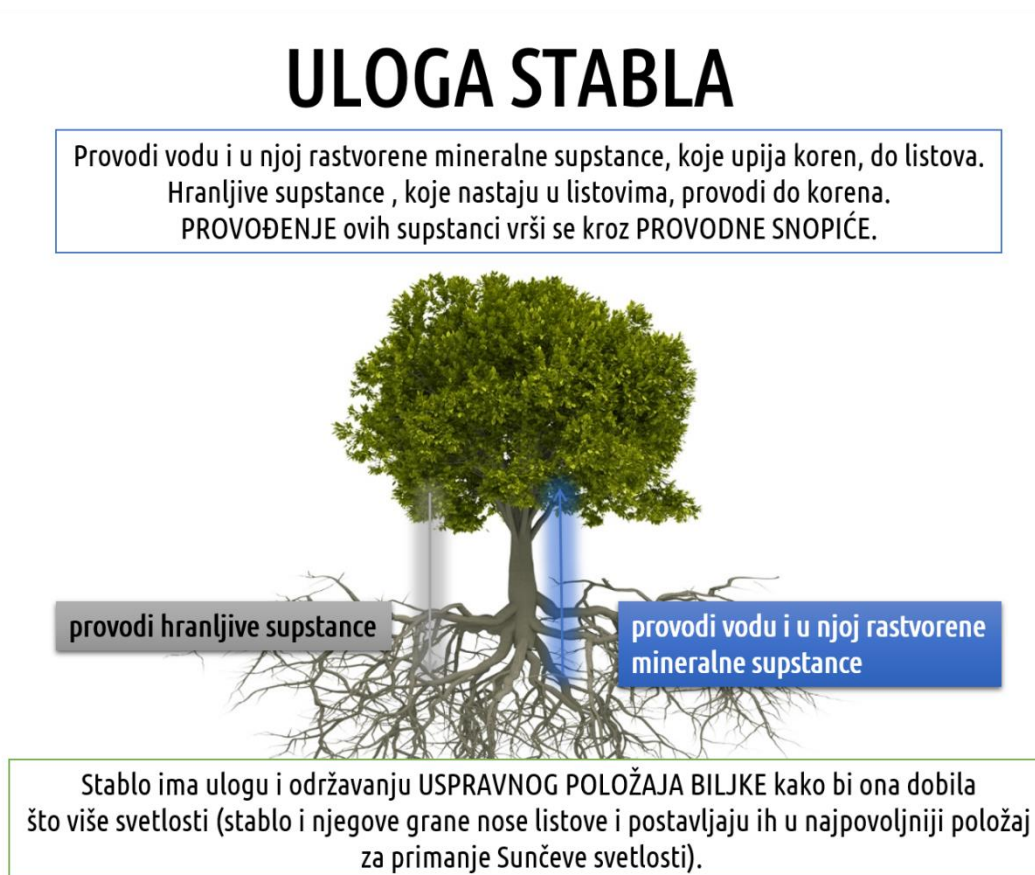 ULOGA STABLA
Provodi vodu i u njoj rastvorene mineralne supstance, koje upija koren, do listova.
Hranljive supstance , koje nastaju u listovima, provodi do korena.
PROVOĐENJE ovih supstanci vrši se kroz PROVODNE SNOPIĆE.
provodi hranljive supstance
provodi vodu i u njoj rastvorene
mineralne supstance
Stablo ima ulogu i održavanju USPRAVNOG POLOŽAJA BILJKE kako bi ona dobila
što više svetlosti (stablo i njegove grane nose listove i postavljaju ih u najpovoljniji položaj
za primanje Sunčeve svetlosti).